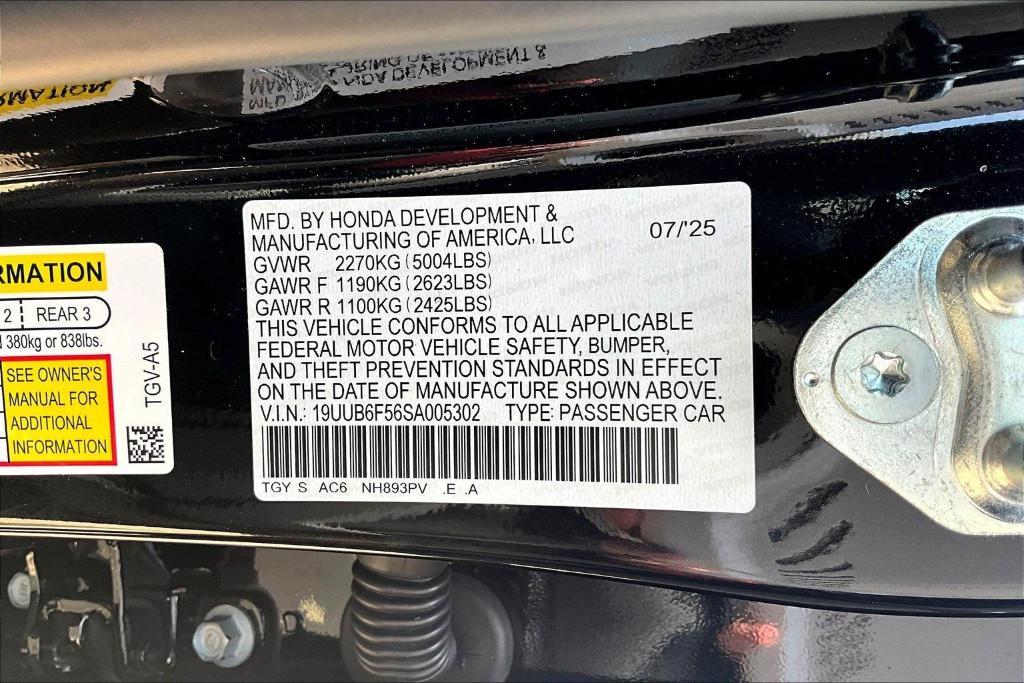 MFD. BY HONDA DEVELOPMENT &
MANUFACTURING OF AMERICA, LLC 07/'25
GVWR 2270KG (5004LBS)
GAWR F 1190KG (2623LBS)
GAWR R 1100KG (2425LBS)
THIS VEHICLE CONFORMS TO ALL APPLICABLE
FEDERAL MOTOR VEHICLE SAFETY, BUMPER,
AND THEFT PREVENTION STANDARDS IN EFFECT
ON THE DATE OF MANUFACTURE SHOWN ABOVE.
V.I.N.: 19UUB6F56SA005302 TYPE: PASSENGER CAR
TGY S AC6 NH893PV .E .A
RMATION
2 REAR 3
380kg or 838lbs.
SEE OWNER'S
MANUAL FOR
ADDITIONAL
INFORMATION
TGV-A5